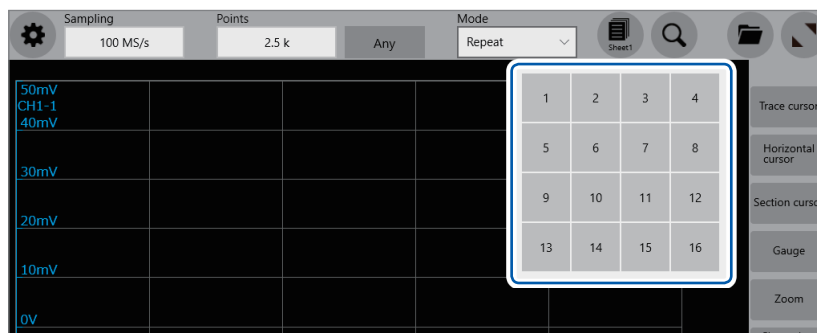 Sampling
Points
Mode
100 MS/s
2.5 k
Any
Repeat
Sheet1
50mV
CH1-1
40mV
30mV
20mV
10mV
0V
1 2 3 4
5 6 7 8
9 10 11 12
13 14 15 16
Trace cursor
Horizontal
cursor
Section curso
Gauge
Zoom